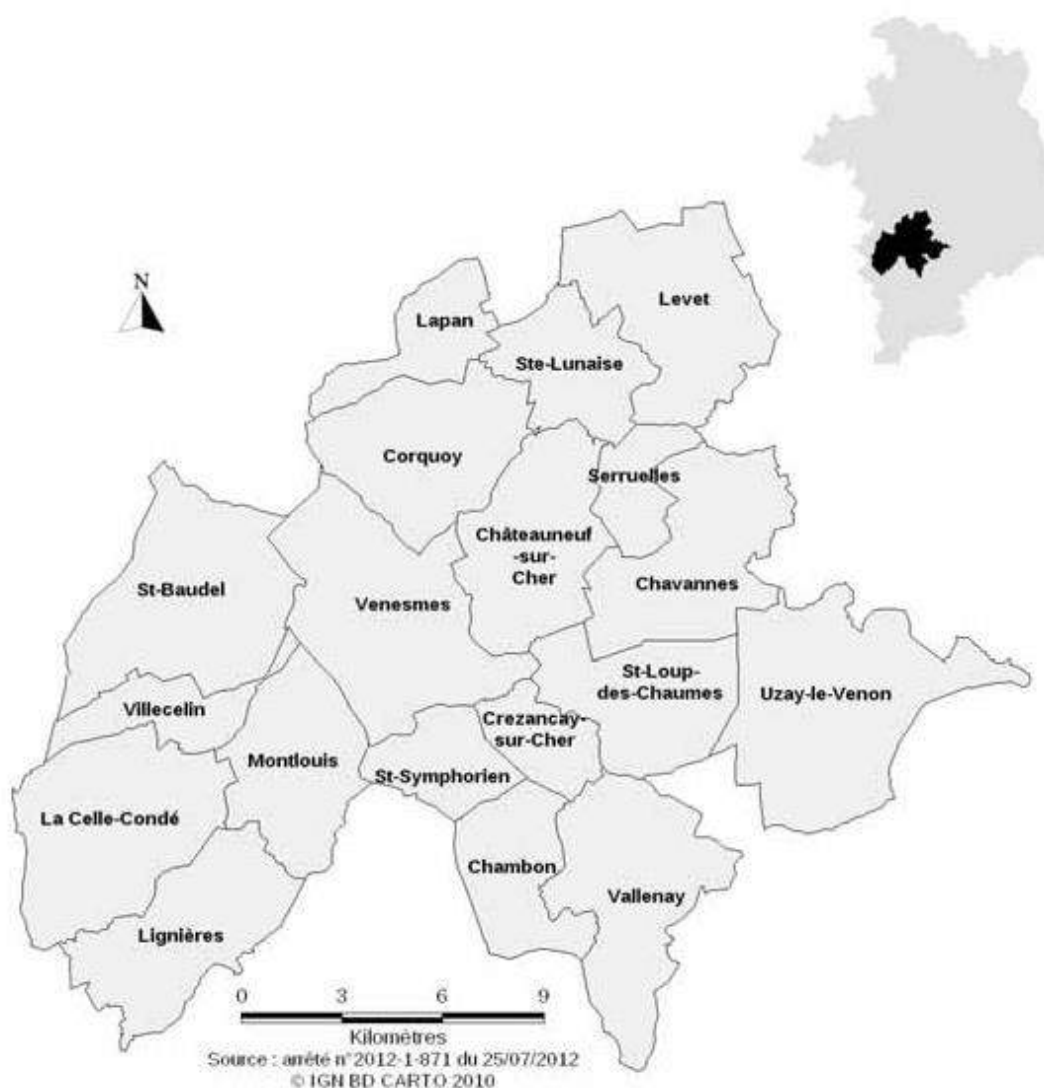 N
Levet
Lapan
Ste-Lunaise
Corquoy
Serruelles
Châteauneuf
-sur-
Cher
Chavannes
St-Baudel
Venesmes
St-Loup-
des-Chaumes
Uzay-le-Venon
Villecelin
Crezancay-
sur-Cher
Montlouis
St-Symphorien
La Celle-Condé
Chambon
Vallenay
Lignières
0 3 6 9
Kilomètres
Source : arrêté n°2012-1-871 du 25/07/2012
© IGN BD CARTO 2010